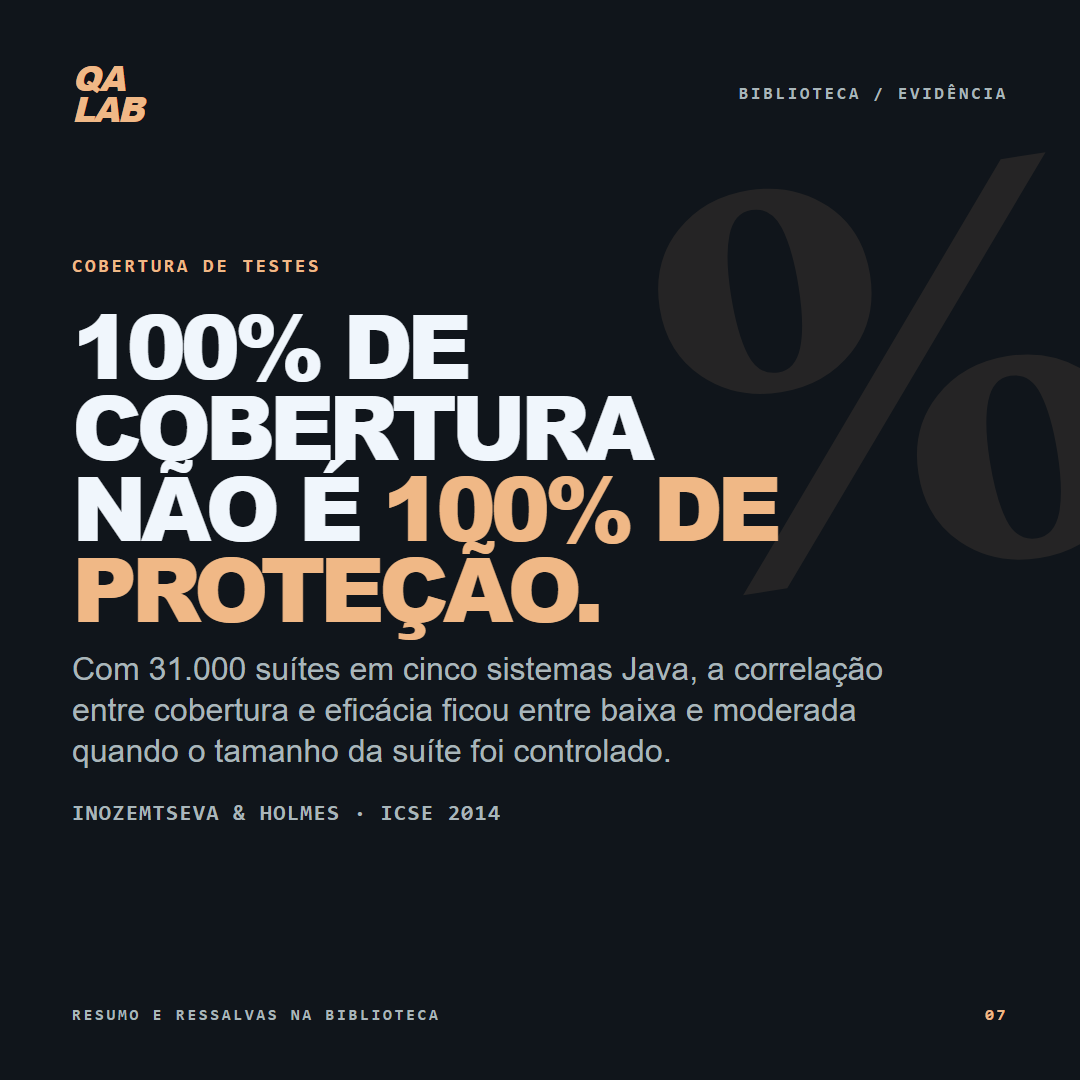 QA
LAB
BIBLIOTECA / EVIDÊNCIA
%
COBERTURA DE TESTES
100% DE
COBERTURA
NÃO É 100% DE
PROTEÇÃO.
Com 31.000 suítes em cinco sistemas Java, a correlação
entre cobertura e eficácia ficou entre baixa e moderada
quando o tamanho da suíte foi controlado.
INOZEMTSEVA & HOLMES · ICSE 2014
RESUMO E RESSALVAS NA BIBLIOTECA
07